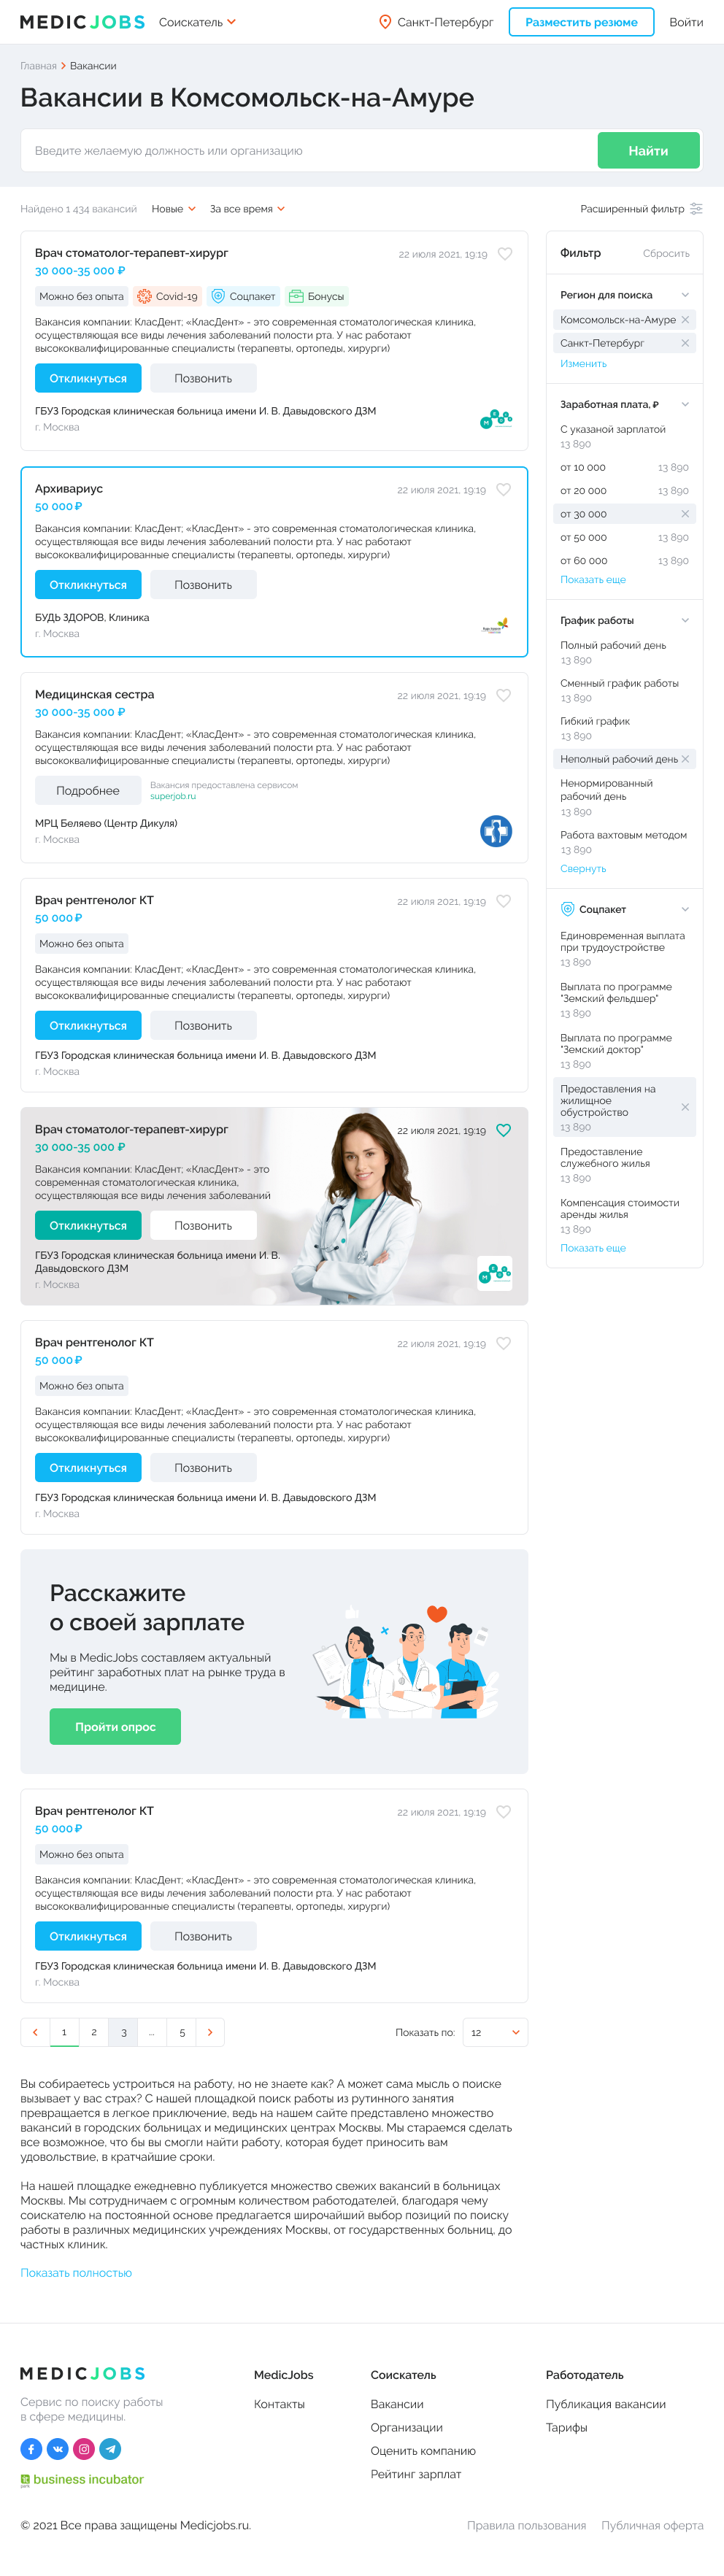 MEDICJOBS Соискатель Санкт-Петербург Разместить резюме Войти
Главная Вакансии
Вакансии в Комсомольск-на-Амуре
Введите желаемую должность или организацию Найти
Найдено 1 434 вакансий Новые За все время Расширенный фильтр
Врач стоматолог-терапевт-хирург 22 июля 2021, 19:19
30 000-35 000 ₽
Можно без опыта Covid-19 Соцпакет Бонусы
Вакансия компании: КласДент; «КласДент» - это современная стоматологическая клиника,
осуществляющая все виды лечения заболеваний полости рта. У нас работают
высококвалифицированные специалисты (терапевты, ортопеды, хирурги)
Откликнуться Позвонить
ГБУЗ Городская клиническая больница имени И. В. Давыдовского ДЗМ
г. Москва
Архивариус 22 июля 2021, 19:19
50 000 ₽
Вакансия компании: КласДент; «КласДент» - это современная стоматологическая клиника,
осуществляющая все виды лечения заболеваний полости рта. У нас работают
высококвалифицированные специалисты (терапевты, ортопеды, хирурги)
Откликнуться Позвонить
БУДЬ ЗДОРОВ, Клиника
г. Москва
Медицинская сестра 22 июля 2021, 19:19
30 000-35 000 ₽
Вакансия компании: КласДент; «КласДент» - это современная стоматологическая клиника,
осуществляющая все виды лечения заболеваний полости рта. У нас работают
высококвалифицированные специалисты (терапевты, ортопеды, хирурги)
Подробнее
Вакансия предоставлена сервисом
superjob.ru
МРЦ Беляево (Центр Дикуля)
г. Москва
Врач рентгенолог КТ 22 июля 2021, 19:19
50 000 ₽
Можно без опыта
Вакансия компании: КласДент; «КласДент» - это современная стоматологическая клиника,
осуществляющая все виды лечения заболеваний полости рта. У нас работают
высококвалифицированные специалисты (терапевты, ортопеды, хирурги)
Откликнуться Позвонить
ГБУЗ Городская клиническая больница имени И. В. Давыдовского ДЗМ
г. Москва
Врач стоматолог-терапевт-хирург 22 июля 2021, 19:19
30 000-35 000 ₽
Вакансия компании: КласДент; «КласДент» - это
современная стоматологическая клиника,
осуществляющая все виды лечения заболеваний
Откликнуться Позвонить
ГБУЗ Городская клиническая больница имени И. В.
Давыдовского ДЗМ
г. Москва
Врач рентгенолог КТ 22 июля 2021, 19:19
50 000 ₽
Можно без опыта
Вакансия компании: КласДент; «КласДент» - это современная стоматологическая клиника,
осуществляющая все виды лечения заболеваний полости рта. У нас работают
высококвалифицированные специалисты (терапевты, ортопеды, хирурги)
Откликнуться Позвонить
ГБУЗ Городская клиническая больница имени И. В. Давыдовского ДЗМ
г. Москва
Расскажите
о своей зарплате
Мы в MedicJobs составляем актуальный
рейтинг заработных плат на рынке труда в
медицине.
Пройти опрос
Врач рентгенолог КТ 22 июля 2021, 19:19
50 000 ₽
Можно без опыта
Вакансия компании: КласДент; «КласДент» - это современная стоматологическая клиника,
осуществляющая все виды лечения заболеваний полости рта. У нас работают
высококвалифицированные специалисты (терапевты, ортопеды, хирурги)
Откликнуться Позвонить
ГБУЗ Городская клиническая больница имени И. В. Давыдовского ДЗМ
г. Москва
1 2 3 ... 5 Показать по: 12
Фильтр Сбросить
Регион для поиска
Комсомольск-на-Амуре
Санкт-Петербург
Изменить
Заработная плата, ₽
С указаной зарплатой
13 890
от 10 000 13 890
от 20 000 13 890
от 30 000
от 50 000 13 890
от 60 000 13 890
Показать еще
График работы
Полный рабочий день
13 890
Сменный график работы
13 890
Гибкий график
13 890
Неполный рабочий день
Ненормированный
рабочий день
13 890
Работа вахтовым методом
13 890
Свернуть
Соцпакет
Единовременная выплата
при трудоустройстве
13 890
Выплата по программе
"Земский фельдшер"
13 890
Выплата по программе
"Земский доктор"
13 890
Предоставления на
жилищное
обустройство
13 890
Предоставление
служебного жилья
13 890
Компенсация стоимости
аренды жилья
13 890
Показать еще
Вы собираетесь устроиться на работу, но не знаете как? А может сама мысль о поиске
вызывает у вас страх? С нашей площадкой поиск работы из рутинного занятия
превращается в легкое приключение, ведь на нашем сайте представлено множество
вакансий в городских больницах и медицинских центрах Москвы. Мы стараемся сделать
все возможное, что бы вы смогли найти работу, которая будет приносить вам
удовольствие, в кратчайшие сроки.
На нашей площадке ежедневно публикуется множество свежих вакансий в больницах
Москвы. Мы сотрудничаем с огромным количеством работодателей, благодаря чему
соискателю на постоянной основе предлагается широчайший выбор позиций по поиску
работы в различных медицинских учреждениях Москвы, от государственных больниц, до
частных клиник.
Показать полностью
MEDICJOBS
Сервис по поиску работы
в сфере медицины.
business incubator
MedicJobs
Контакты
Соискатель
Вакансии
Организации
Оценить компанию
Рейтинг зарплат
Работодатель
Публикация вакансии
Тарифы
© 2021 Все права защищены Medicjobs.ru. Правила пользования Публичная оферта